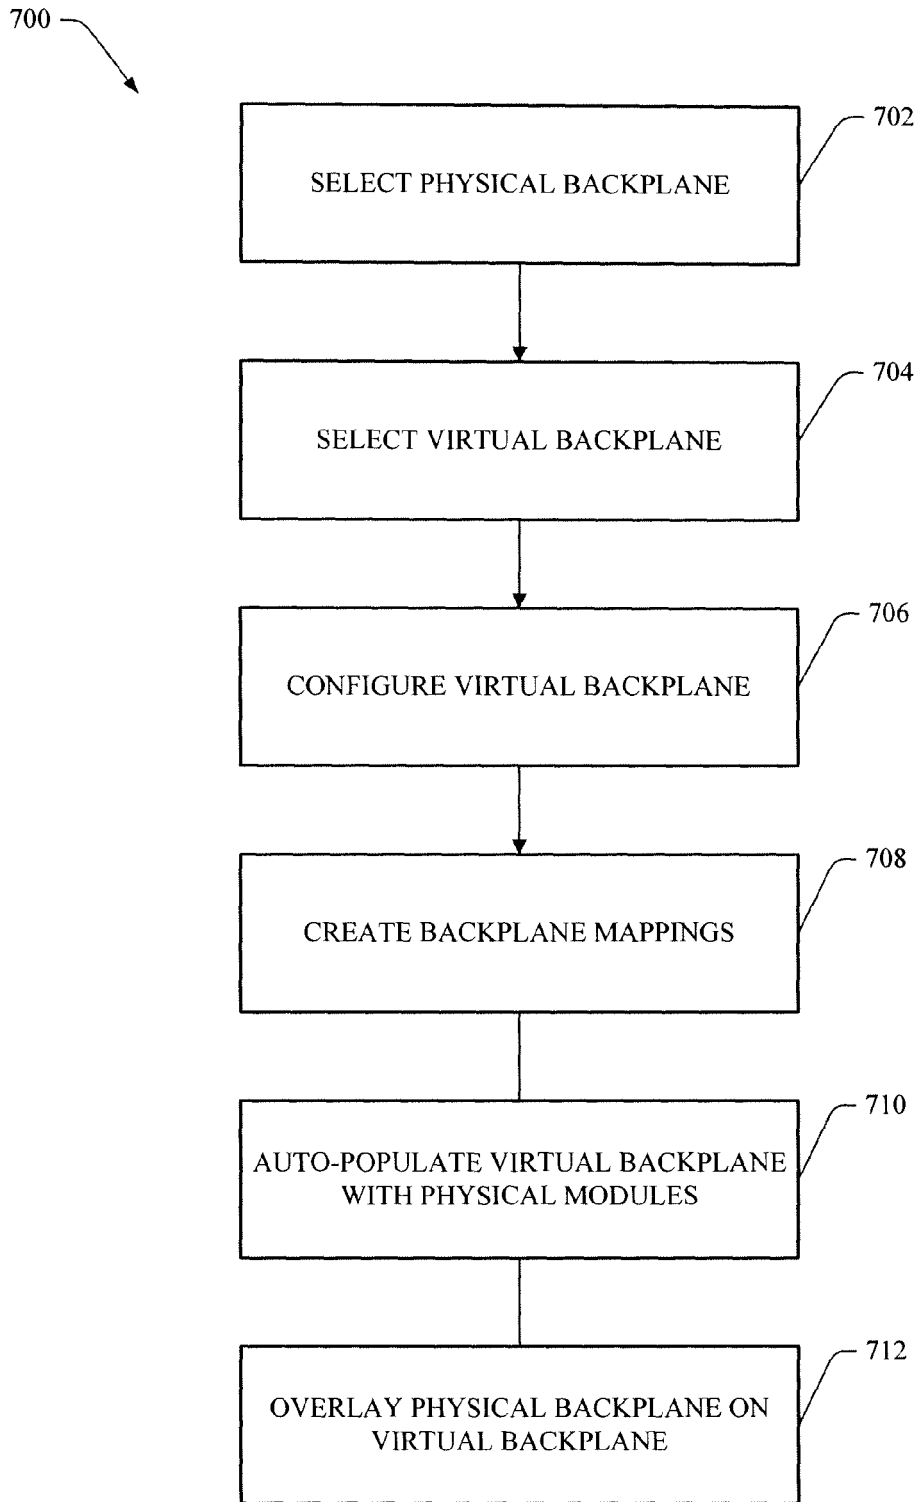 700
702
SELECT PHYSICAL BACKPLANE
704
SELECT VIRTUAL BACKPLANE
706
CONFIGURE VIRTUAL BACKPLANE
708
CREATE BACKPLANE MAPPINGS
710
AUTO-POPULATE VIRTUAL BACKPLANE
WITH PHYSICAL MODULES
712
OVERLAY PHYSICAL BACKPLANE ON
VIRTUAL BACKPLANE